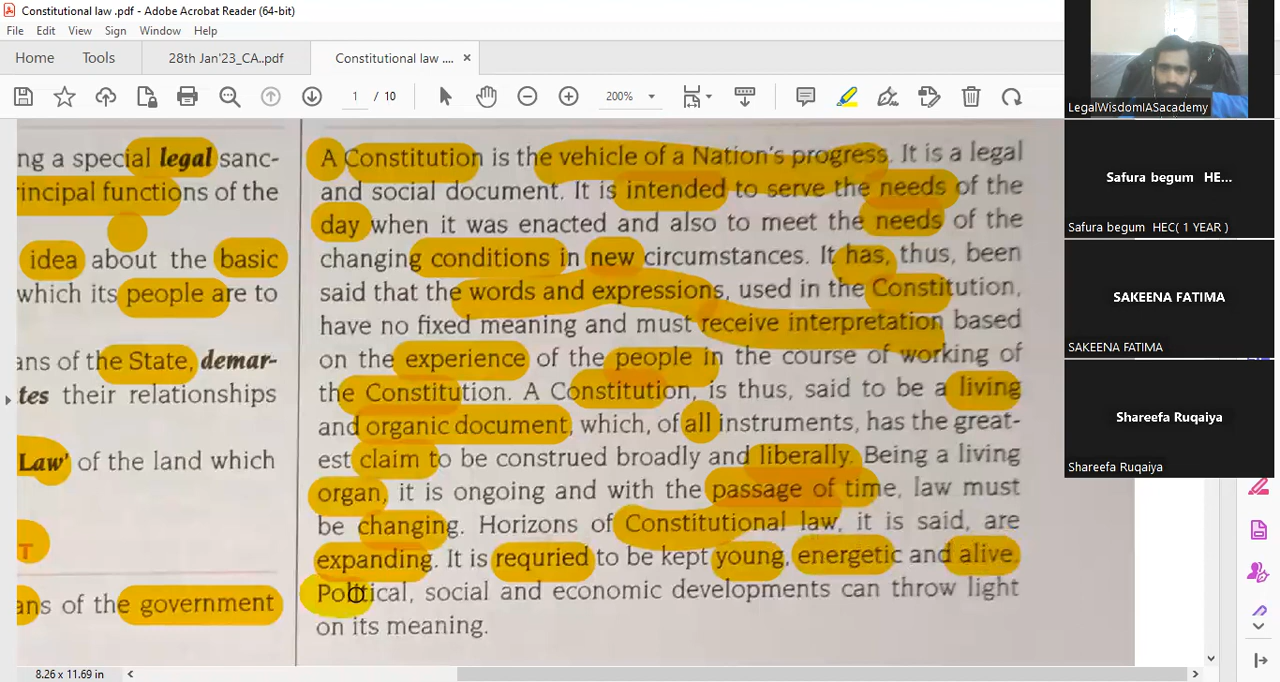 Constitutional law .pdf - Adobe Acrobat Reader (64-bit)
File Edit View Sign Window Help
Home Tools 28th Jan'23_CA..pdf Constitutional law .... ×
1 / 10 200%
ng a special legal sanc-
rincipal functions of the
idea about the basic
which its people are to
ans of the State, demar-
tes their relationships
Law' of the land which
T
ans of the government
A Constitution is the vehicle of a Nation's progress. It is a legal
and social document. It is intended to serve the needs of the
day when it was enacted and also to meet the needs of the
changing conditions in new circumstances. It has, thus, been
said that the words and expressions, used in the Constitution,
have no fixed meaning and must receive interpretation based
on the experience of the people in the course of working of
the Constitution. A Constitution, is thus, said to be a living
and organic document, which, of all instruments, has the great-
est claim to be construed broadly and liberally. Being a living
organ, it is ongoing and with the passage of time, law must
be changing. Horizons of Constitutional law, it is said, are
expanding. It is requried to be kept young, energetic and alive
Political, social and economic developments can throw light
on its meaning.
8.26 x 11.69 in
LegalWisdomIASacademy
Safura begum HE...
Safura begum HEC( 1 YEAR )
SAKEENA FATIMA
SAKEENA FATIMA
Shareefa Ruqaiya
Shareefa Ruqaiya